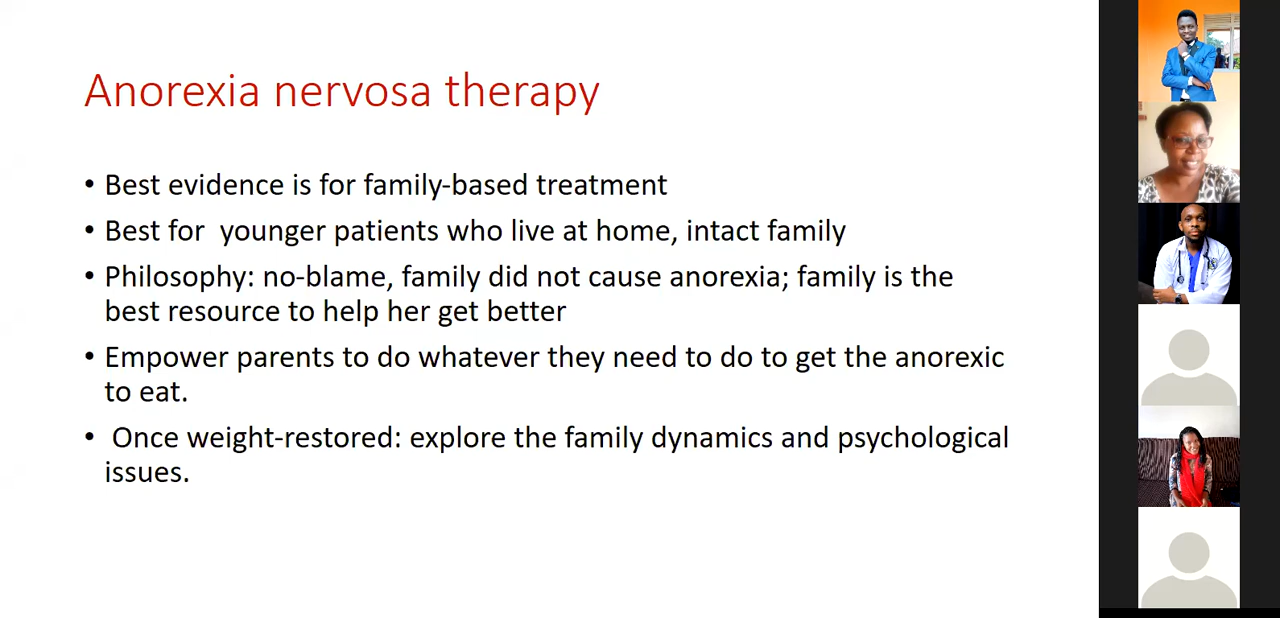 Anorexia nervosa therapy
• Best evidence is for family-based treatment
• Best for  younger patients who live at home, intact family
• Philosophy: no-blame, family did not cause anorexia; family is the
best resource to help her get better
• Empower parents to do whatever they need to do to get the anorexic
to eat.
•  Once weight-restored: explore the family dynamics and psychological
issues.